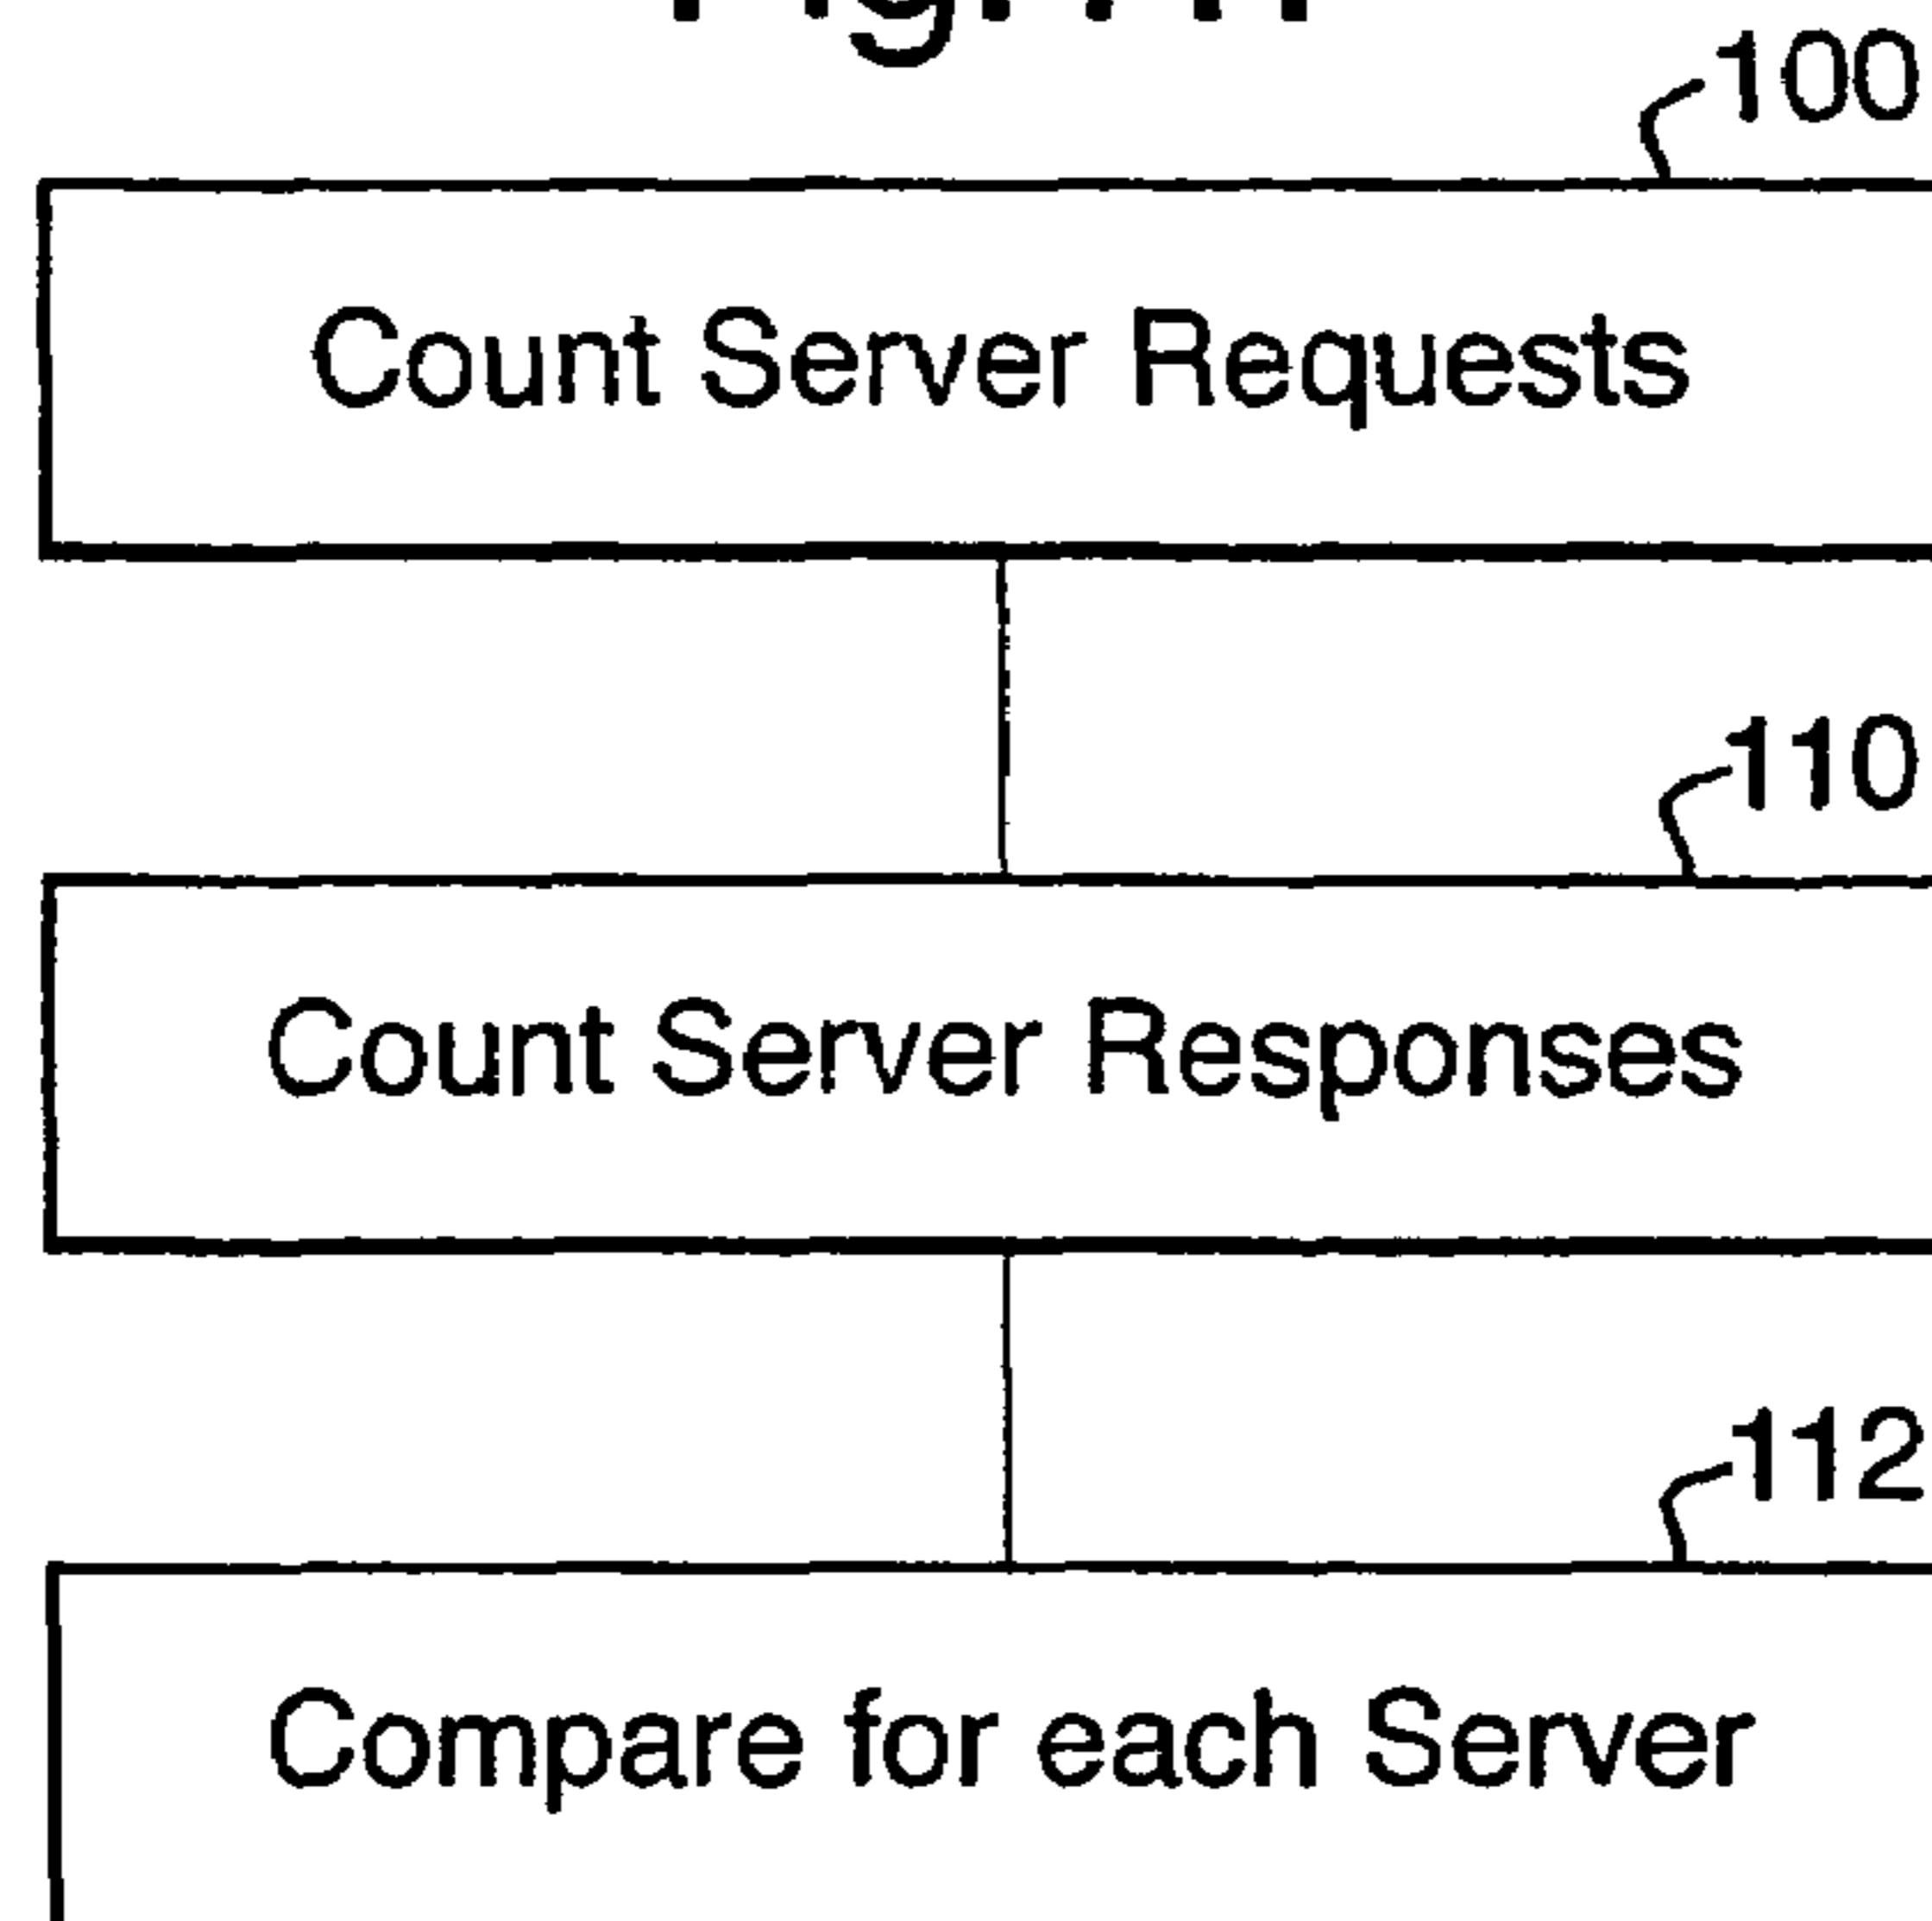 100
Count Server Requests
110
Count Server Responses
112
Compare for each Server